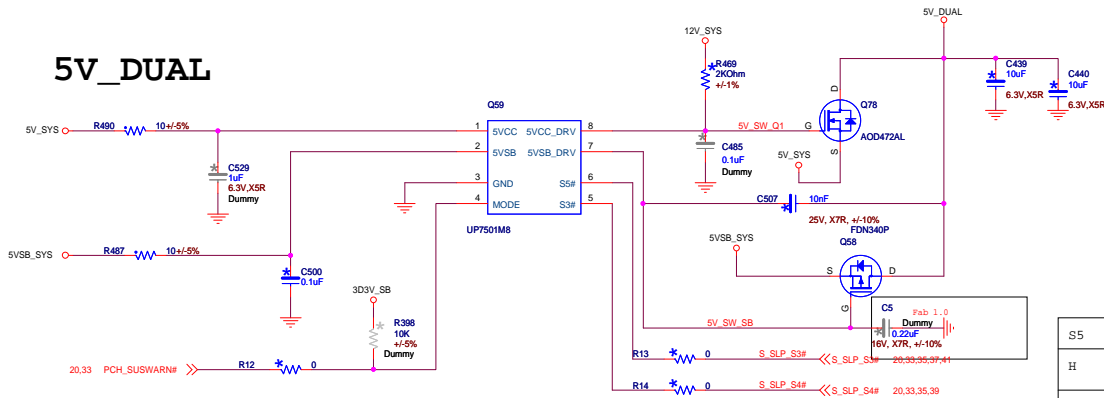 5V_DUAL
12V_SYS
5V_DUAL
R469
2KOhm
+/-1%
C439
10uF
6.3V,X5R
C440
10uF
6.3V,X5R
Q59
D
Q78
G
AOD472AL
S
5V_SYS
R490
10+/-5%
1
5VCC
5VCC_DRV
8
5V_SW_Q1
2
5VSB
5VSB_DRV
7
3
GND
S5#
6
4
MODE
S3#
5
UP7501M8
C529
1uF
6.3V,X5R
Dummy
C485
0.1uF
Dummy
5V_SYS
C507
10nF
25V, X7R, +/-10%
FDN340P
Q58
5VSB_SYS
S
D
G
5VSB_SYS
R487
10+/-5%
C500
0.1uF
3D3V_SB
R398
10K
+/-5%
Dummy
5V_SW_SB
C5
Fab 1.0
Dummy
0.22uF
16V, X7R, +/-10%
20,33
PCH_SUSWARN#
R12
0
R13
0
S_SLP_S3#
S_SLP_S3#
20,33,35,37,41
R14
0
S_SLP_S4#
S_SLP_S4#
20,33,35,39
S5
H